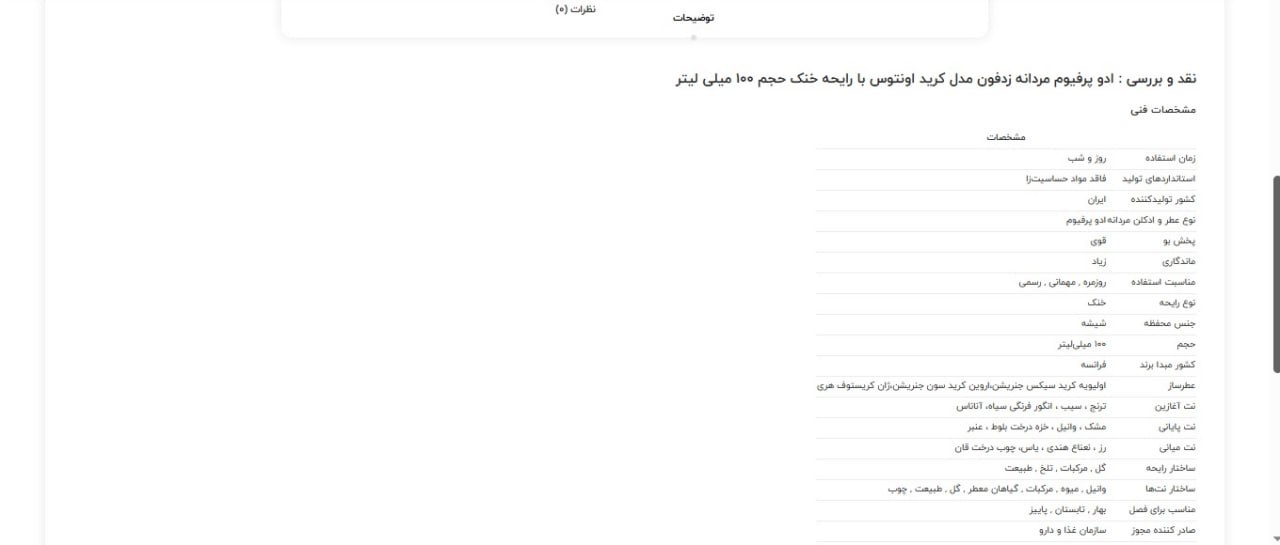 نظرات (۰)
توضیحات
نقد و بررسی : ادو پرفیوم مردانه زدفون مدل کرید اونتوس با رایحه خنک حجم ۱۰۰ میلی لیتر
مشخصات فنی
مشخصات
زمان استفاده روز و شب
استانداردهای تولید فاقد مواد حساسیت‌زا
کشور تولیدکننده ایران
نوع عطر و ادکلن مردانه ادو پرفیوم
پخش بو قوی
ماندگاری زیاد
مناسبت استفاده روزمره , مهمانی , رسمی
نوع رایحه خنک
جنس محفظه شیشه
حجم ۱۰۰ میلی‌لیتر
کشور مبدا برند فرانسه
عطرساز اولیویه کرید سیکس جنریشن،اروین کرید سون جنریشن،ژان کریستوف هری
نت آغازین ترنج ، سیب ، انگور فرنگی سیاه، آناناس
نت پایانی مشک ، وانیل ، خزه درخت بلوط ، عنبر
نت میانی رز ، نعناع هندی ، یاس، چوب درخت قان
ساختار رایحه گل , مرکبات , تلخ , طبیعت
ساختار نت‌ها وانیل , میوه , مرکبات , گیاهان معطر , گل , طبیعت , چوب
مناسب برای فصل بهار , تابستان , پاییز
صادر کننده مجوز سازمان غذا و دارو